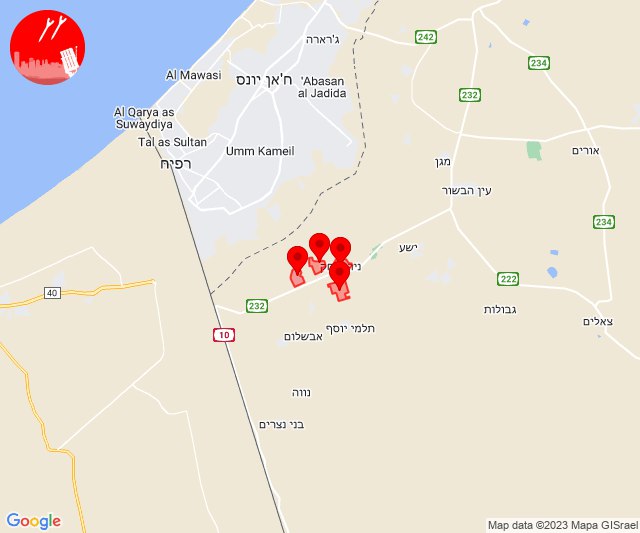 242
ג'רארה
234
Al Mawasi
ח'אן יונס
'Abasan
al Jadida
232
Al Qarya as
Suwaydiya
Tal as Sultan
רפיח
Umm Kameil
מגן
אורים
עין הבשור
234
ישע
40
232
222
גבולות
צאלים
10
אבשלום
תלמי יוסף
נווה
בני נצרים
Google
Map data ©2023 Mapa GISrael